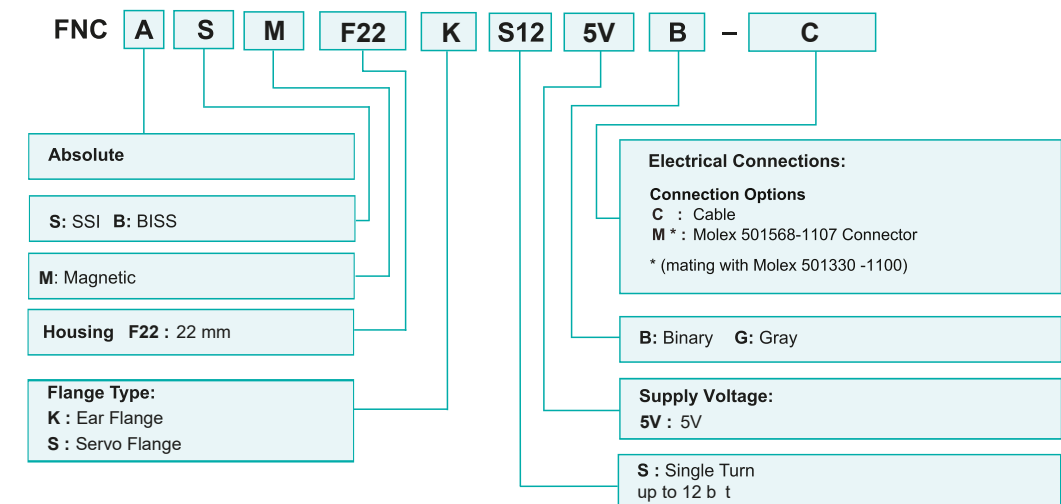 FNC A S M F22 K S12 5V B – C
Absolute
S: SSI B: BISS
M: Magnetic
Housing F22 : 22 mm
Flange Type:
K : Ear Flange
S : Servo Flange
Electrical Connections:
Connection Options
C : Cable
M * : Molex 501568-1107 Connector
* (mating with Molex 501330 -1100)
B: Binary G: Gray
Supply Voltage:
5V : 5V
S : Single Turn
up to 12 b t